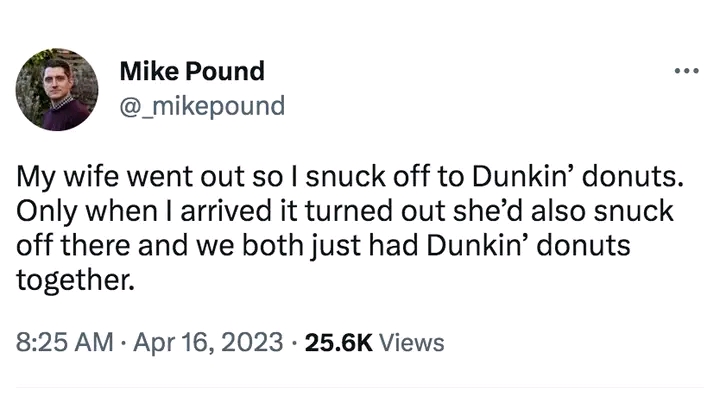 Mike Pound
@_mikepound
My wife went out so I snuck off to Dunkin’ donuts.
Only when I arrived it turned out she’d also snuck
off there and we both just had Dunkin’ donuts
together.
8:25 AM · Apr 16, 2023 · 25.6K Views